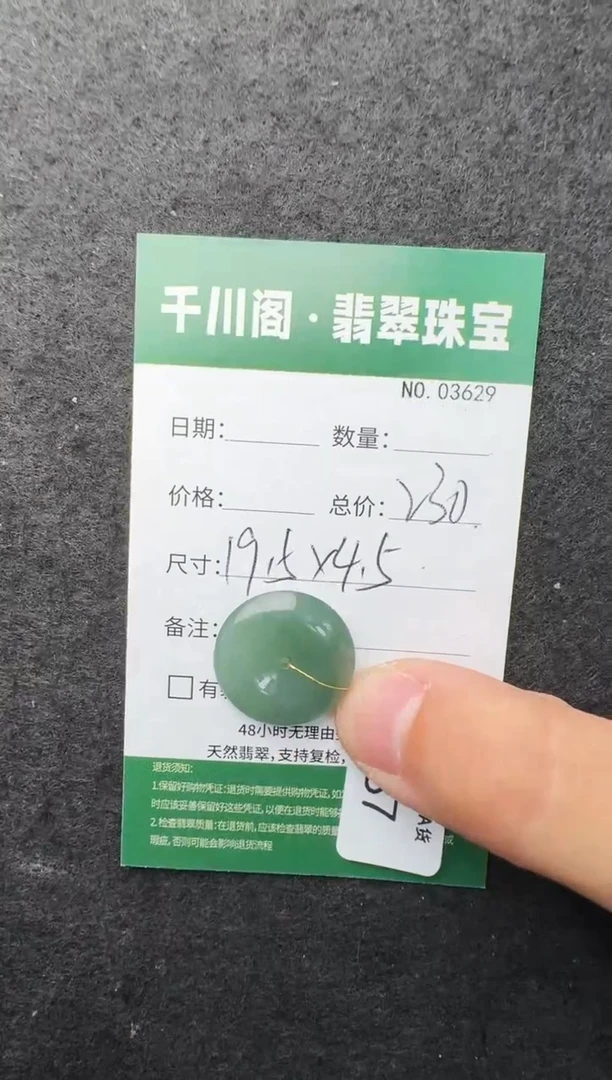 千川阁·翡翠珠宝
NO. 03629
日期: 数量:
价格: 总价: 230
尺寸: 19.5x4.5
备注:
有
48小时无理由
天然翡翠,支持复检,
退货须知:
1.保留好购物凭证:退货时需要提供购物凭证,如
时应该妥善保留好这些凭证,以便在退货时能够
2.检查翡翠质量:在退货前,应该检查翡翠的质量
瑕疵,否则可能会影响退货流程
A货